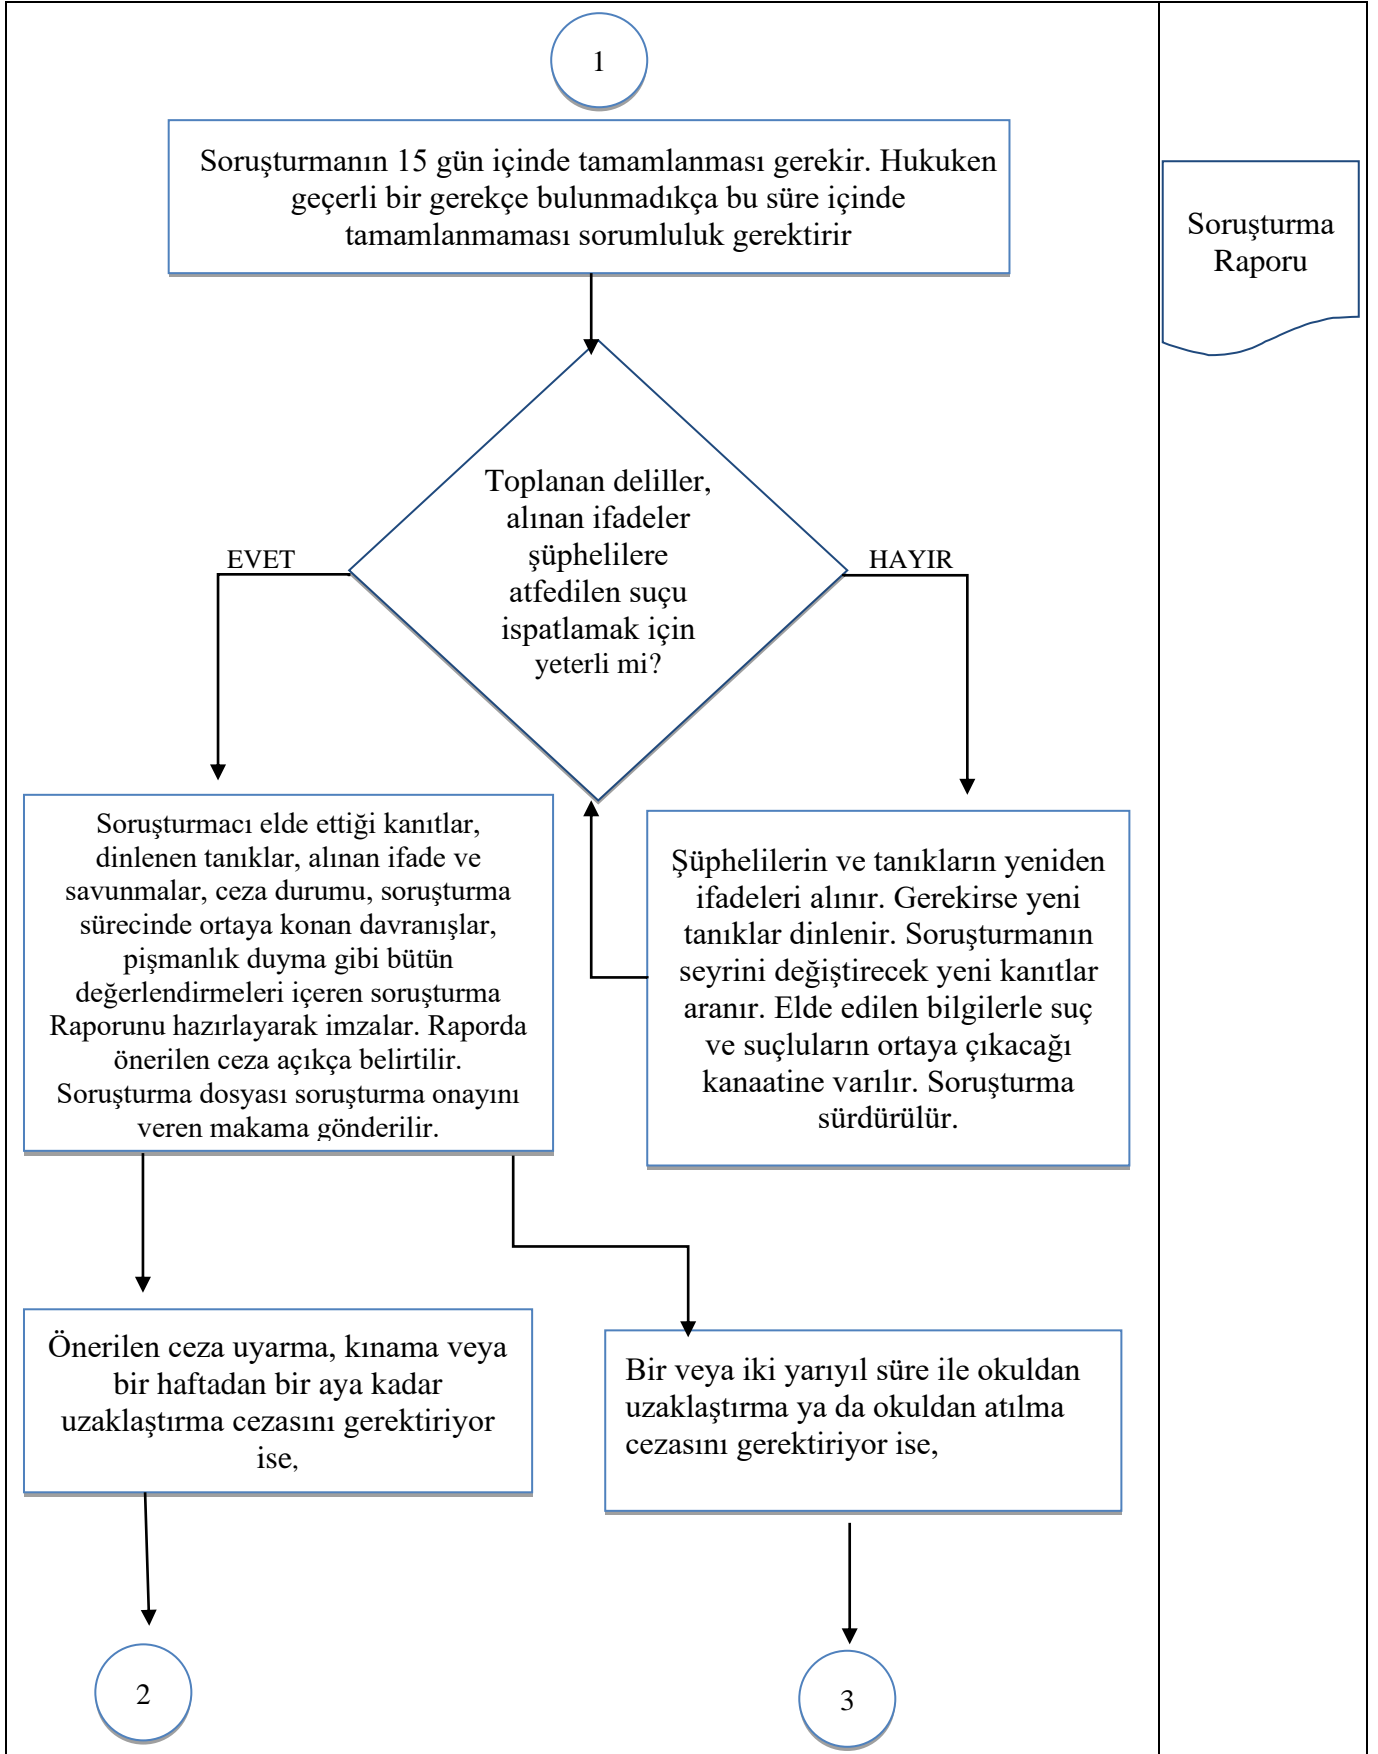 1
Soruşturmanın 15 gün içinde tamamlanması gerekir. Hukuken
geçerli bir gerekçe bulunmadıkça bu süre içinde
tamamlanmaması sorumluluk gerektirir
Soruşturma
Raporu
Toplanan deliller,
alınan ifadeler
şüphelilere
atfedilen suçu
ispatlamak için
yeterli mi?
EVET
HAYIR
Soruşturmacı elde ettiği kanıtlar,
dinlenen tanıklar, alınan ifade ve
savunmalar, ceza durumu, soruşturma
sürecinde ortaya konan davranışlar,
pişmanlık duyma gibi bütün
değerlendirmeleri içeren soruşturma
Raporunu hazırlayarak imzalar. Raporda
önerilen ceza açıkça belirtilir.
Soruşturma dosyası soruşturma onayını
veren makama gönderilir.
Şüphelilerin ve tanıkların yeniden
ifadeleri alınır. Gerekirse yeni
tanıklar dinlenir. Soruşturmanın
seyrini değiştirecek yeni kanıtlar
aranır. Elde edilen bilgilerle suç
ve suçluların ortaya çıkacağı
kanaatine varılır. Soruşturma
sürdürülür.
Önerilen ceza uyarma, kınama veya
bir haftadan bir aya kadar
uzaklaştırma cezasını gerektiriyor
ise,
Bir veya iki yarıyıl süre ile okuldan
uzaklaştırma ya da okuldan atılma
cezasını gerektiriyor ise,
2
3